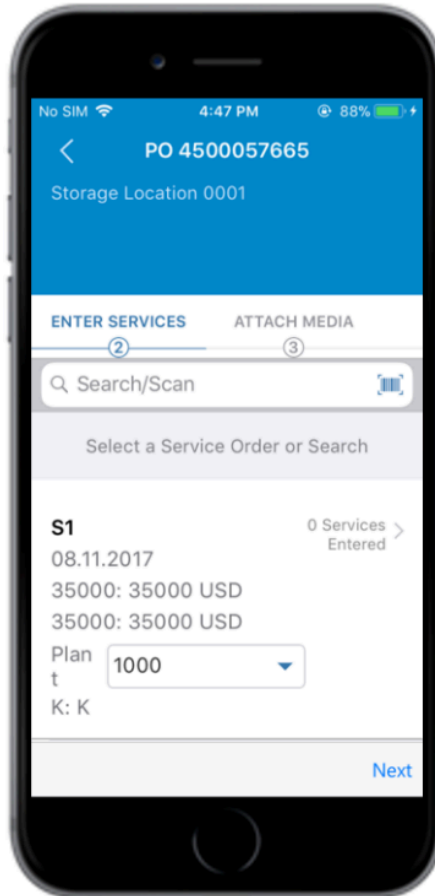 No SIM 4:47 PM 88%
PO 4500057665
Storage Location 0001
ENTER SERVICES ATTACH MEDIA
2 3
Search/Scan
Select a Service Order or Search
S1 0 Services
Entered
08.11.2017
35000: 35000 USD
35000: 35000 USD
Plan
t 1000
K: K
Next